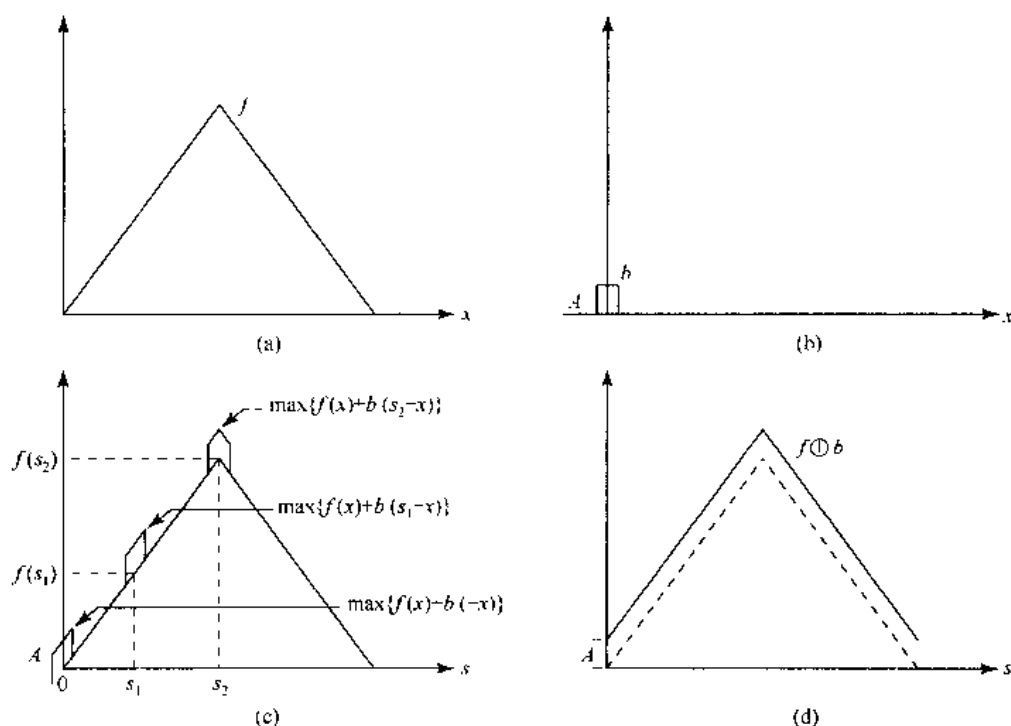 f
x
(a)
b
A
x
(b)
max{f(x)+b (s₂−x)}
f(s₂)
max{f(x)+b (s₁−x)}
f(s₁)
max{f(x)+b (−x)}
A
0
s₁
s₂
s
(c)
f⊕b
A
s
(d)